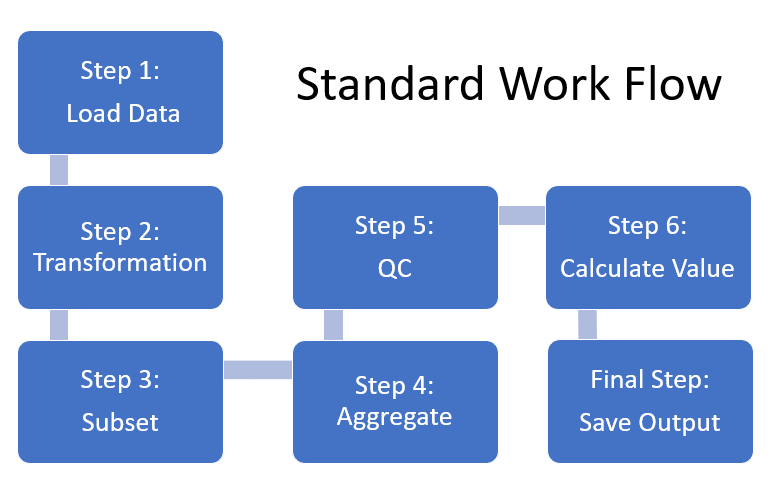 Standard Work Flow
Step 1:
Load Data
Step 2:
Transformation
Step 3:
Subset
Step 4:
Aggregate
Step 5:
QC
Step 6:
Calculate Value
Final Step:
Save Output